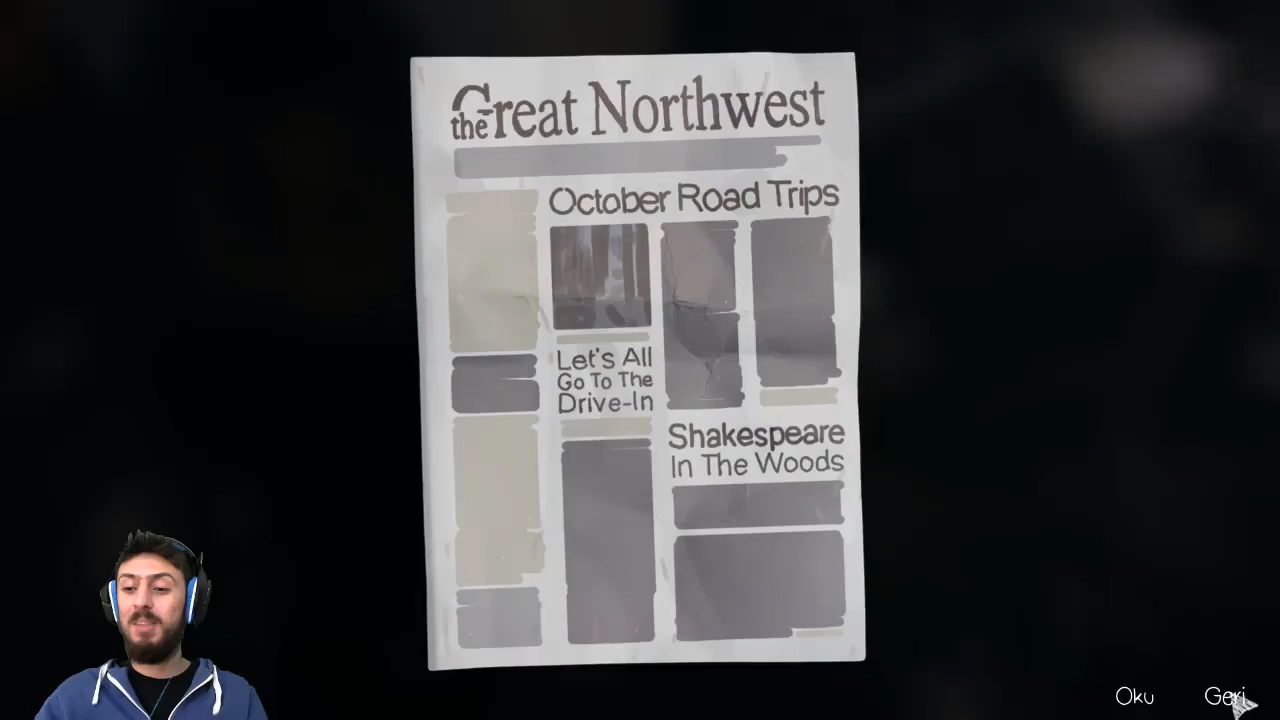 the Great Northwest
October Road Trips
Let's All
Go To The
Drive-In
Shakespeare
In The Woods
Oku Geri